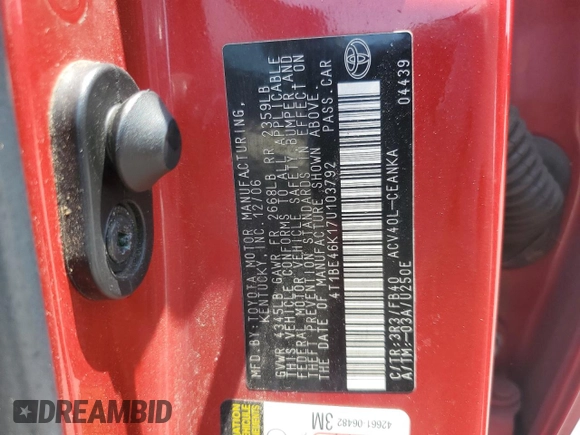 MFD. BY: TOYOTA MOTOR MANUFACTURING,
KENTUCKY, INC. 12/06
GVWR 4345LB GAWR FR 2668LB RR 2359LB
THIS VEHICLE CONFORMS TO ALL APPLICABLE
FEDERAL MOTOR VEHICLE SAFETY, BUMPER, AND
THEFT PREVENTION STANDARDS IN EFFECT ON
THE DATE OF MANUFACTURE SHOWN ABOVE.
4T1BE46K17U103792 PASS. CAR
C/TR: 3R3/FB40 ACV40L-CEANKA
A/TM: -03A/U250E 04439
42661-06482
3M
DREAMBID